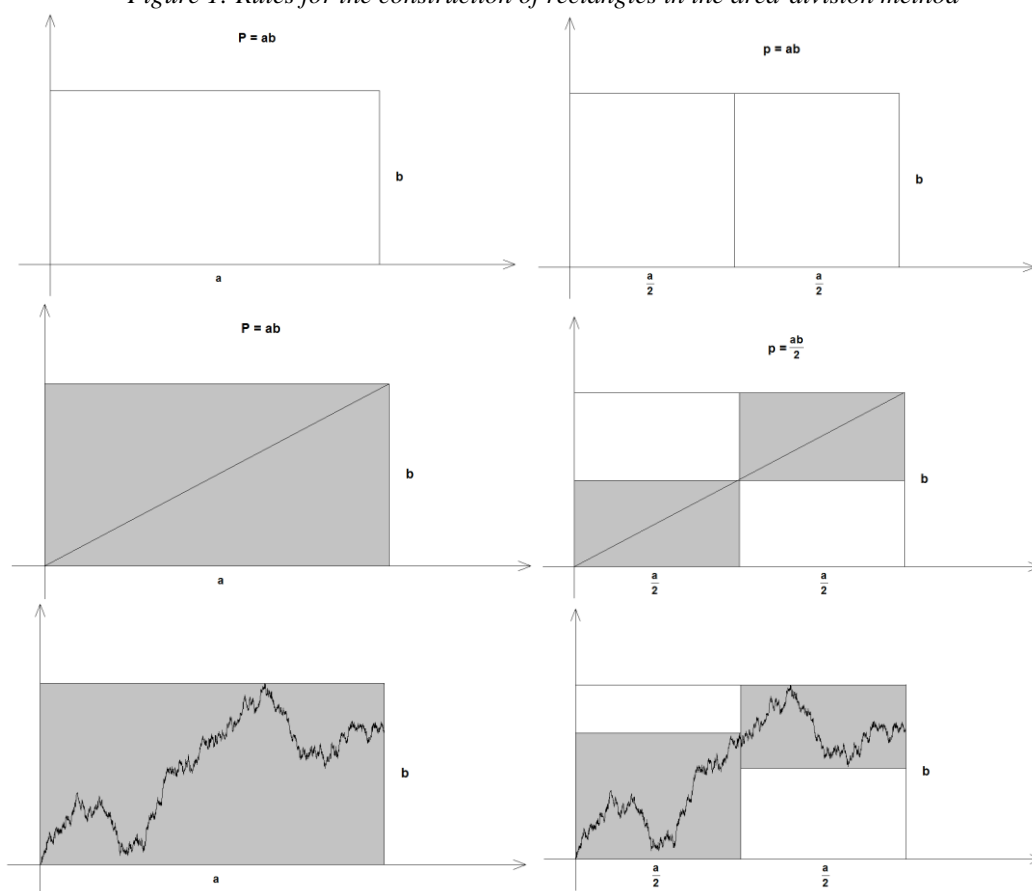 Figure 1: Rules for the construction of rectangles in the area-division method
P = ab
b
a
p = ab
b
a
2
a
2
P = ab
b
a
p = ab
2
b
a
2
a
2
b
a
b
a
2
a
2